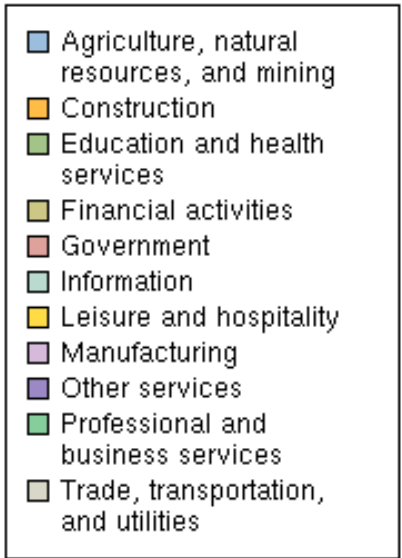 Agriculture, natural
resources, and mining
Construction
Education and health
services
Financial activities
Government
Information
Leisure and hospitality
Manufacturing
Other services
Professional and
business services
Trade, transportation,
and utilities